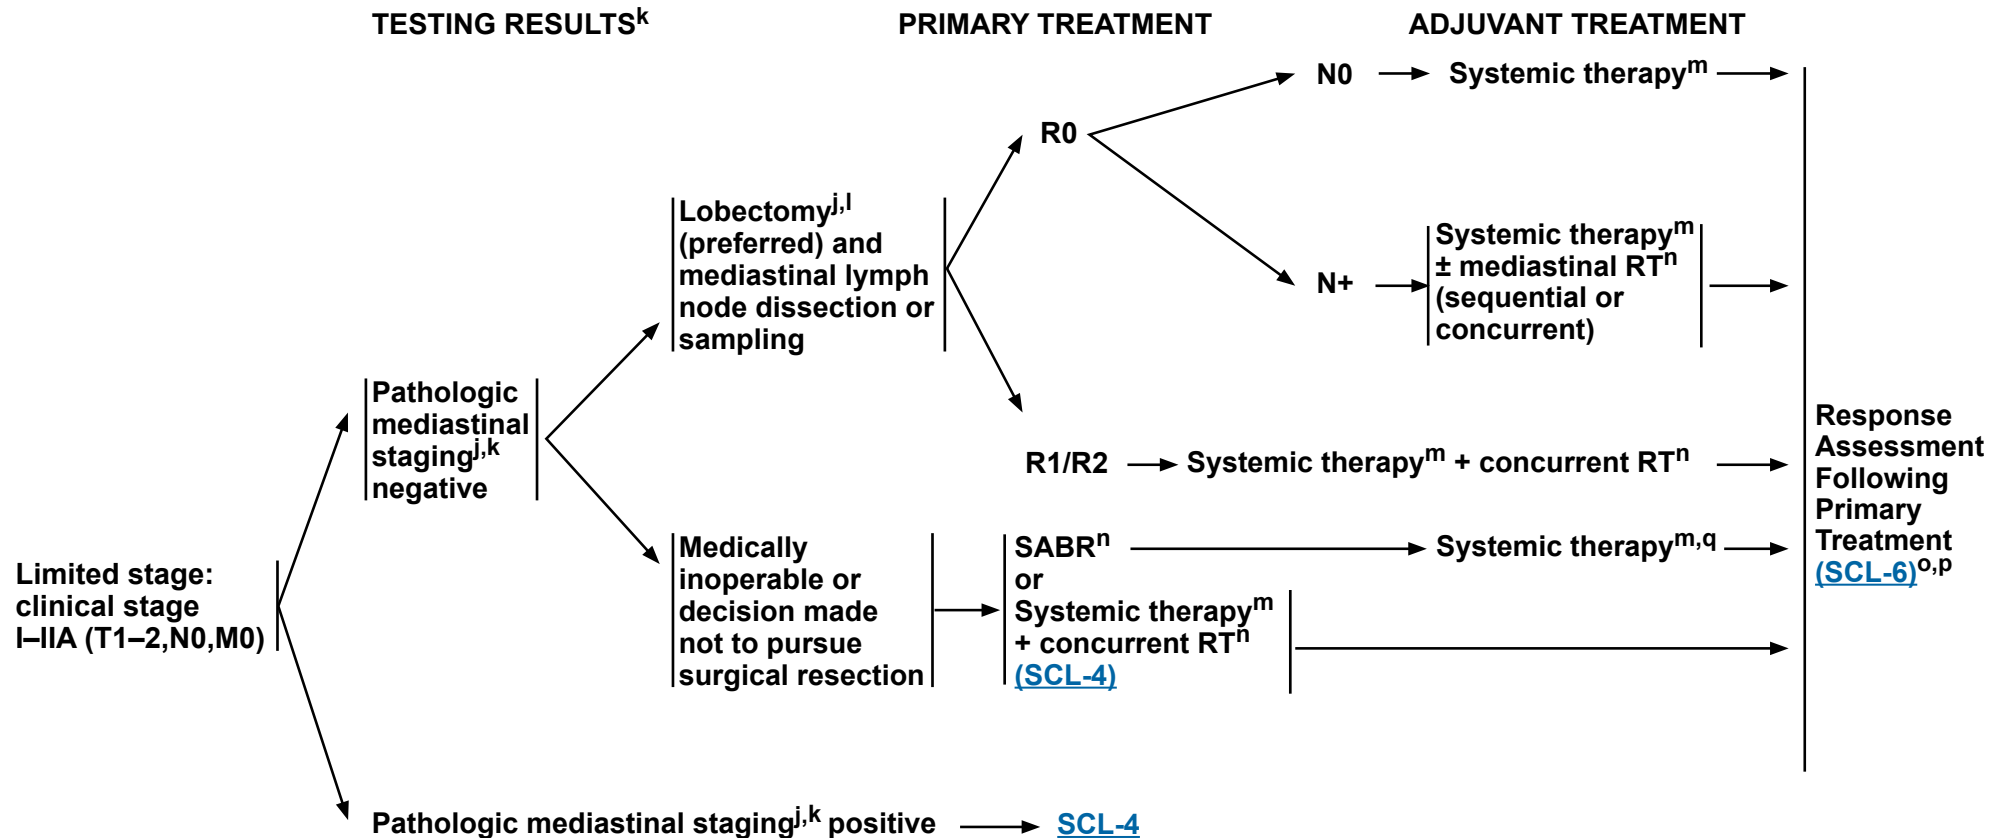 TESTING RESULTSk
PRIMARY TREATMENT
ADJUVANT TREATMENT
Limited stage:
clinical stage
I–IIA (T1–2,N0,M0)
Pathologic
mediastinal
stagingj,k
negative
Lobectomyj,l
(preferred) and
mediastinal lymph
node dissection or
sampling
R0
N0
Systemic therapym
N+
Systemic therapym
± mediastinal RTn
(sequential or
concurrent)
R1/R2
Systemic therapym + concurrent RTn
Medically
inoperable or
decision made
not to pursue
surgical resection
SABRn
or
Systemic therapym
+ concurrent RTn
(SCL-4)
Systemic therapym,q
Response
Assessment
Following
Primary
Treatment
(SCL-6)o,p
Pathologic mediastinal stagingj,k positive
SCL-4